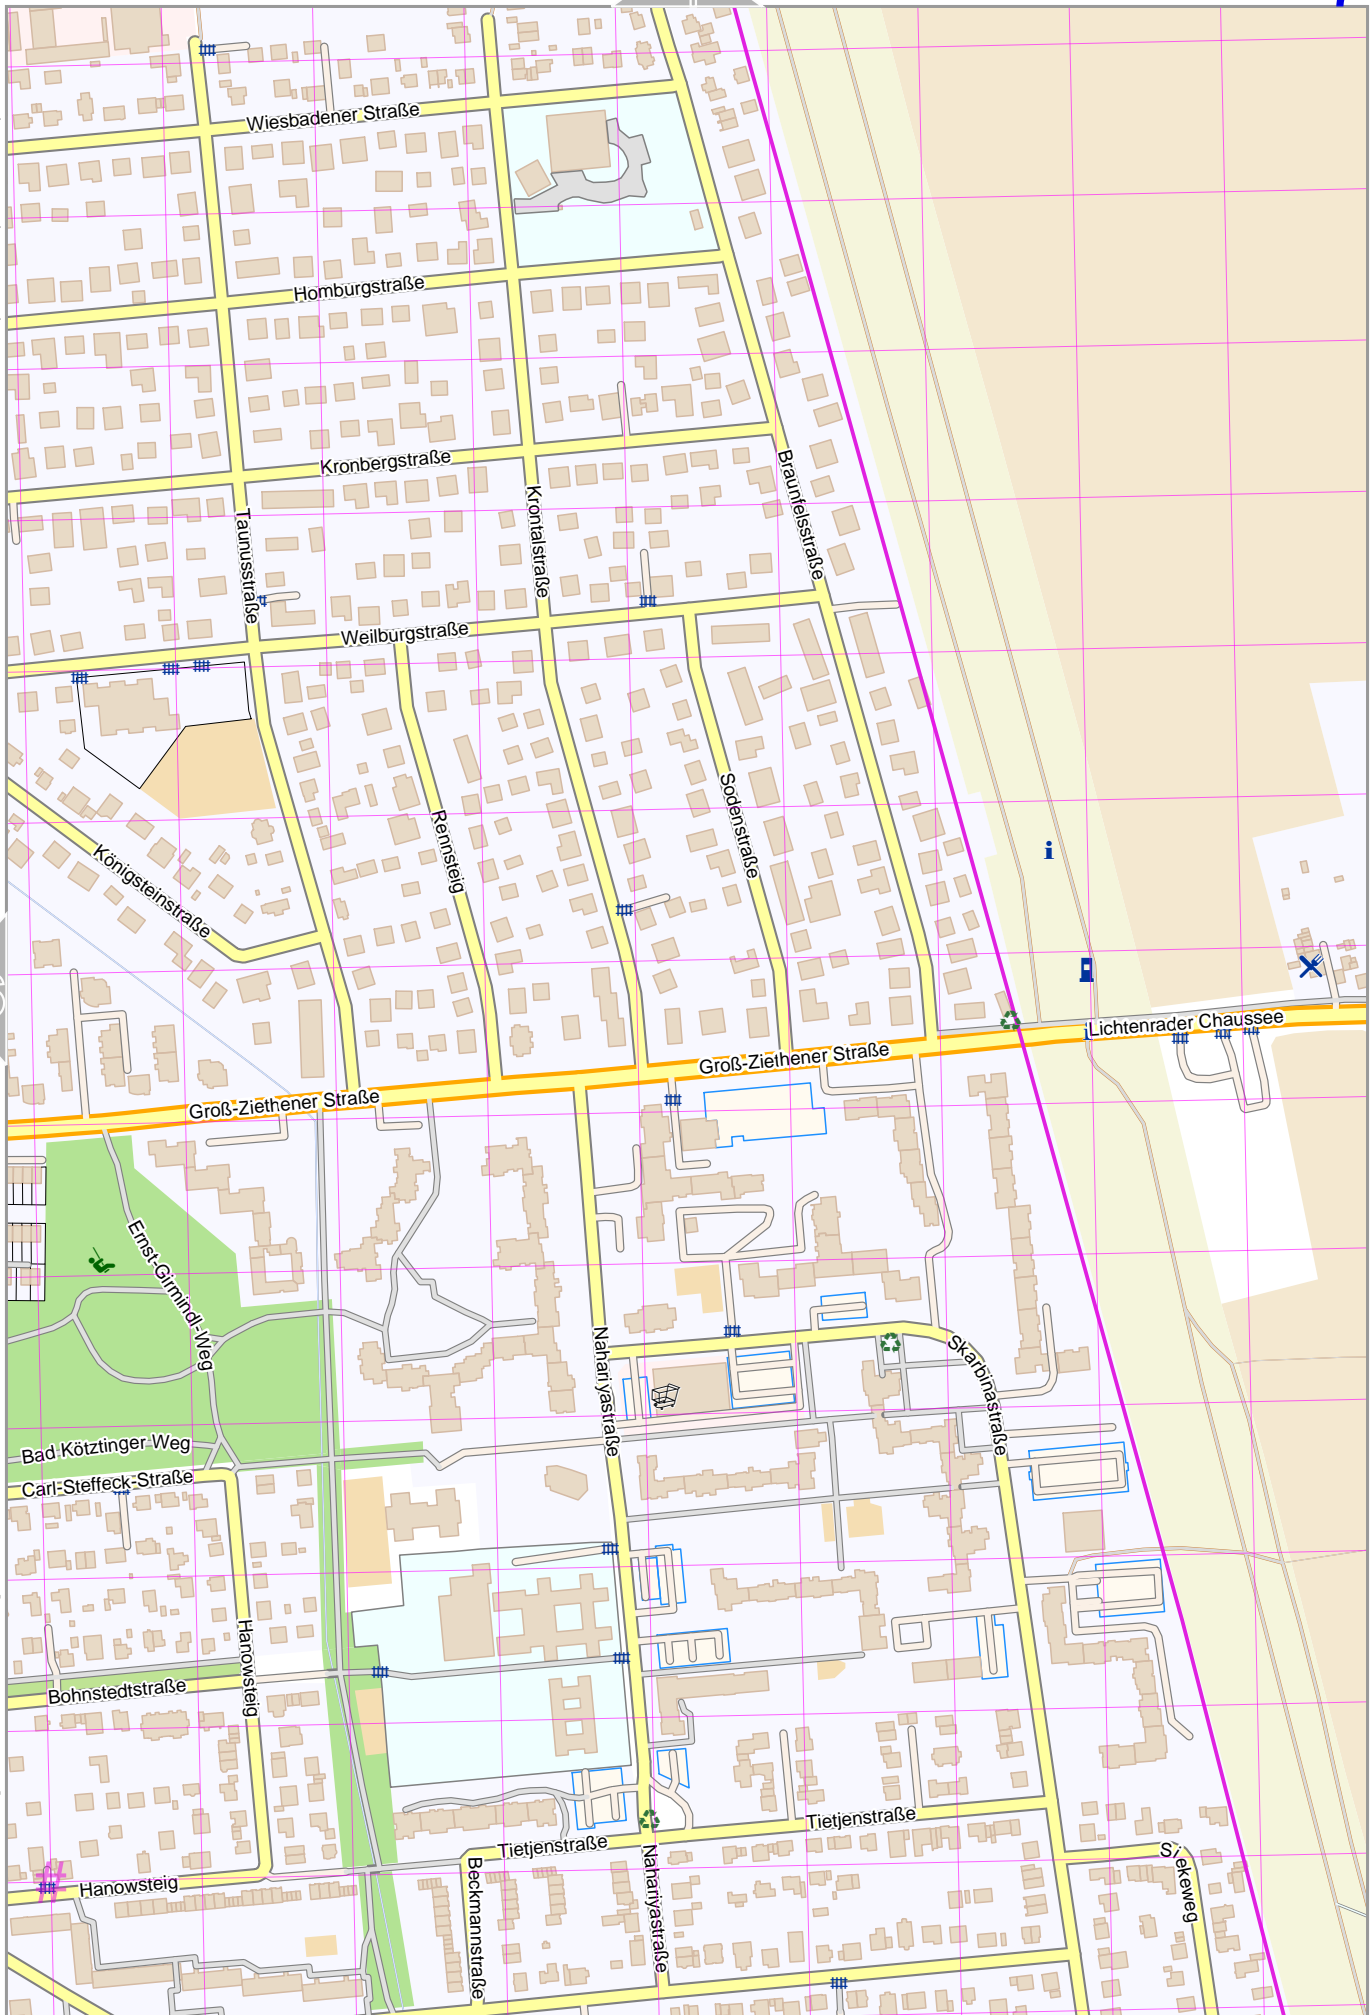 Wiesbadener Straße
Homburgstraße
Kronbergstraße
Braunfelsstraße
Krontalstraße
Taunusstraße
Weilburgstraße
Sodenstraße
Rennsteig
Königsteinstraße
Lichtenrader Chaussee
Groß-Ziethener Straße
Groß-Ziethener Straße
Ernst-Girmindl-Weg
Nahariyastraße
Skarbinastraße
Bad Kötztinger Weg
Carl-Steffeck-Straße
Hanowsteig
Bohnstedtstraße
Tietjenstraße
Tietjenstraße
Hanowsteig
Beckmannstraße
Nahariyastraße